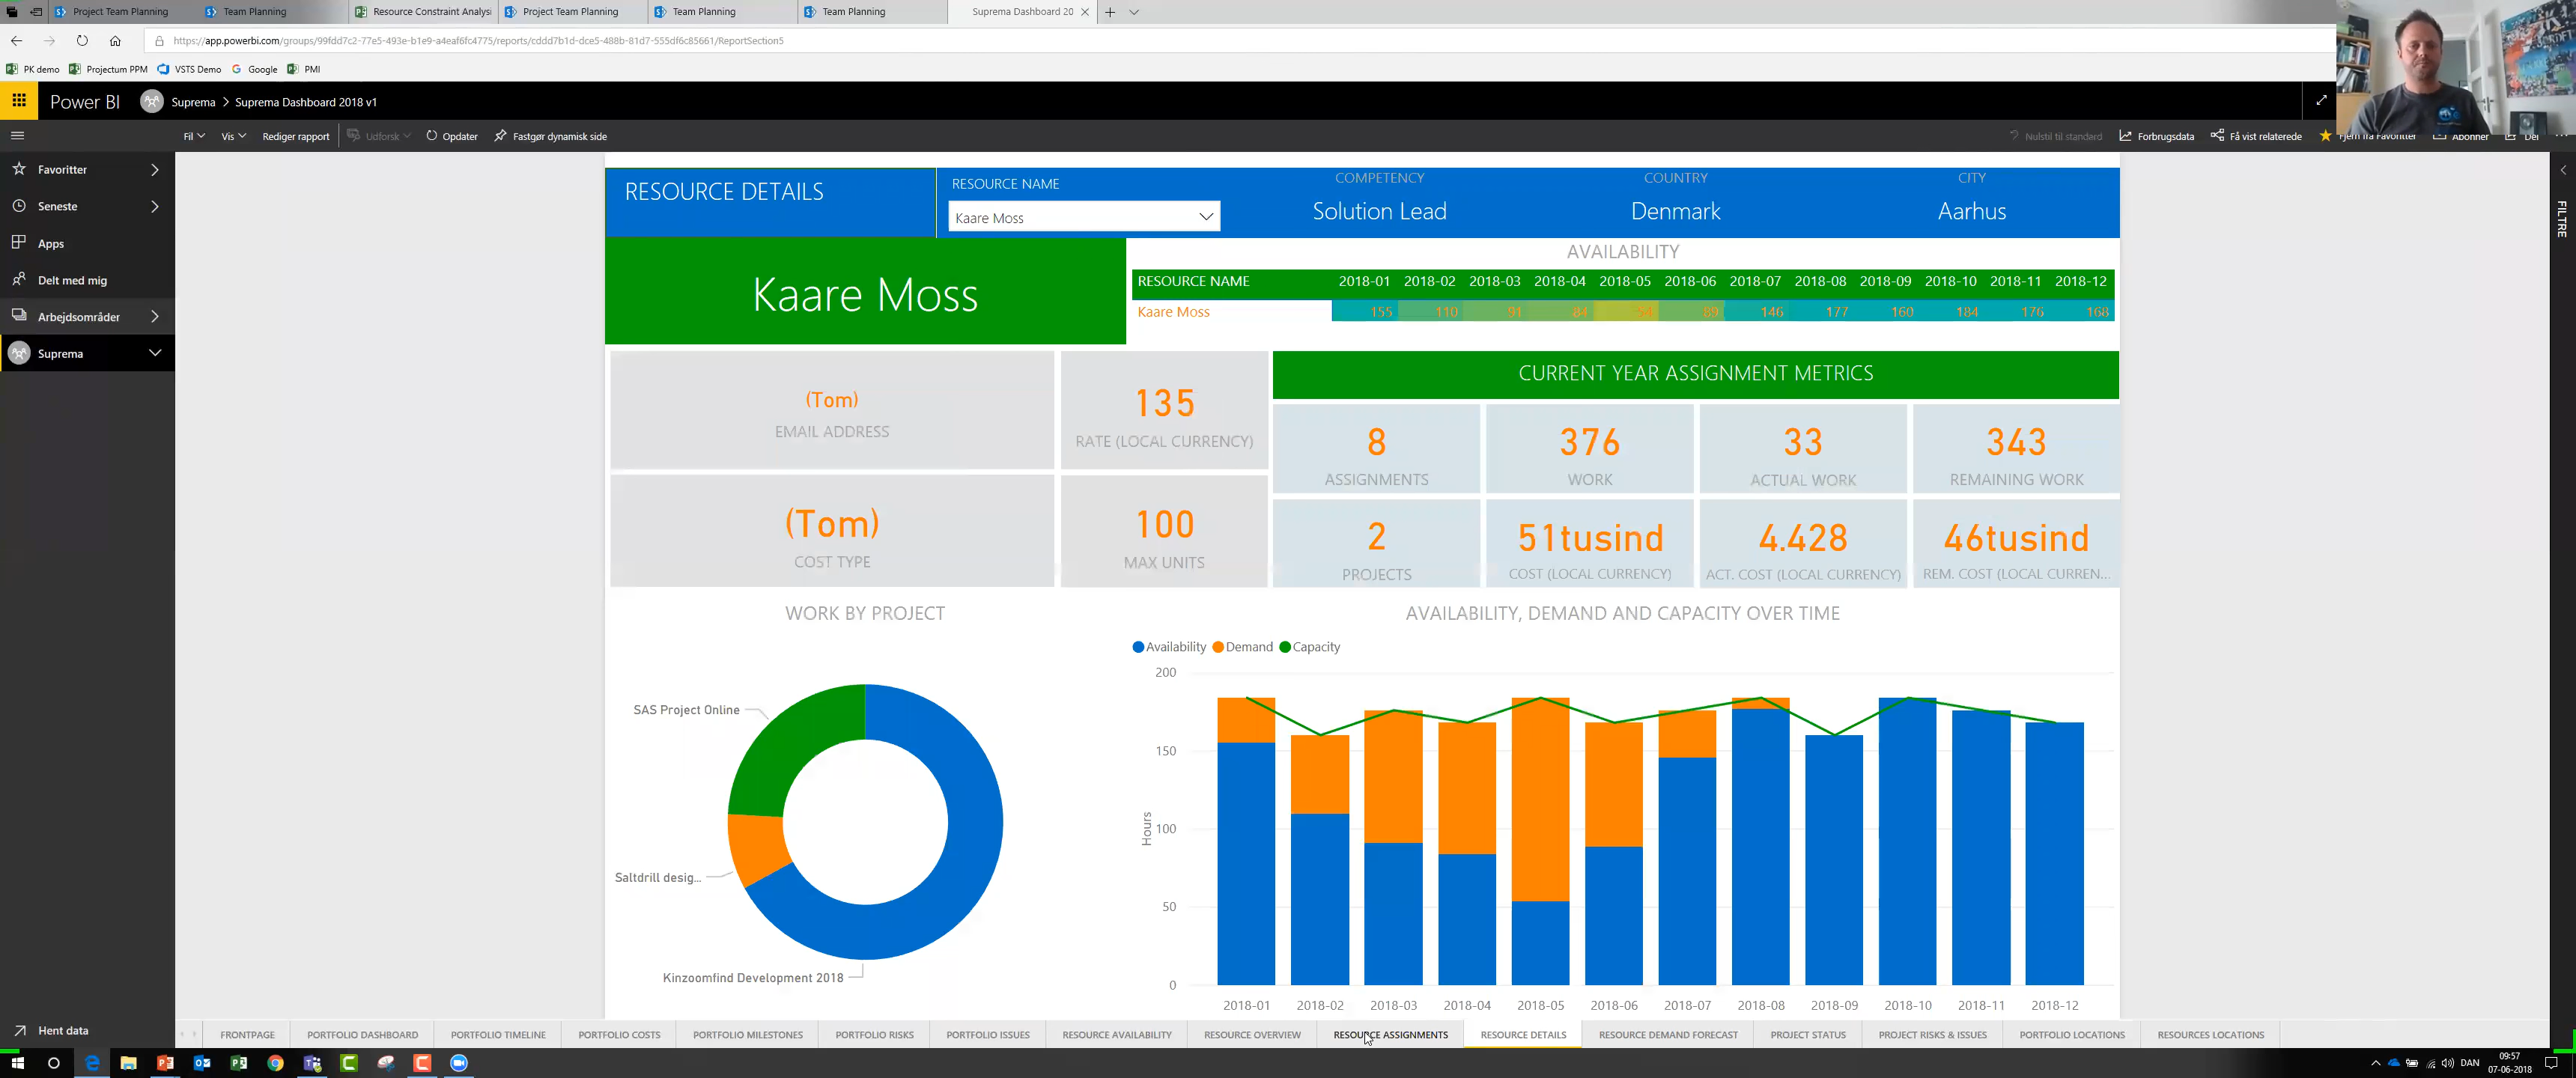 Project Team Planning
Team Planning
Resource Constraint Analysi
Project Team Planning
Team Planning
Team Planning
Suprema Dashboard 20
https://app.powerbi.com/groups/99fdd7c2-77e5-493e-b1e9-a4eaf6fc4775/reports/cddd7b1d-dce5-488b-81d7-555df6c85661/ReportSection5
PK demo Projectum PPM VSTS Demo Google PMI
Power BI Suprema > Suprema Dashboard 2018 v1
Fil Vis Rediger rapport Udforsk Opdater Fastgør dynamisk side Nulstil til standard Forbrugsdata Få vist relaterede Fjern fra Favoritter Abonner Del
Favoritter
Seneste
Apps
Delt med mig
Arbejdsområder
Suprema
Hent data
FILTRE
RESOURCE DETAILS
RESOURCE NAME
Kaare Moss
COMPETENCY
Solution Lead
COUNTRY
Denmark
CITY
Aarhus
Kaare Moss
AVAILABILITY
RESOURCE NAME 2018-01 2018-02 2018-03 2018-04 2018-05 2018-06 2018-07 2018-08 2018-09 2018-10 2018-11 2018-12
Kaare Moss 155 110 91 84 54 89 146 177 160 184 176 168
(Tom)
EMAIL ADDRESS
135
RATE (LOCAL CURRENCY)
(Tom)
COST TYPE
100
MAX UNITS
CURRENT YEAR ASSIGNMENT METRICS
8
ASSIGNMENTS
376
WORK
33
ACTUAL WORK
343
REMAINING WORK
2
PROJECTS
51tusind
COST (LOCAL CURRENCY)
4.428
ACT. COST (LOCAL CURRENCY)
46tusind
REM. COST (LOCAL CURREN...
WORK BY PROJECT
SAS Project Online
Saltdrill desig...
Kinzoomfind Development 2018
AVAILABILITY, DEMAND AND CAPACITY OVER TIME
Availability Demand Capacity
200
150
100
50
0
Hours
2018-01 2018-02 2018-03 2018-04 2018-05 2018-06 2018-07 2018-08 2018-09 2018-10 2018-11 2018-12
FRONTPAGE PORTFOLIO DASHBOARD PORTFOLIO TIMELINE PORTFOLIO COSTS PORTFOLIO MILESTONES PORTFOLIO RISKS PORTFOLIO ISSUES RESOURCE AVAILABILITY RESOURCE OVERVIEW RESOURCE ASSIGNMENTS RESOURCE DETAILS RESOURCE DEMAND FORECAST PROJECT STATUS PROJECT RISKS & ISSUES PORTFOLIO LOCATIONS RESOURCES LOCATIONS
DAN
09:57
07-06-2018